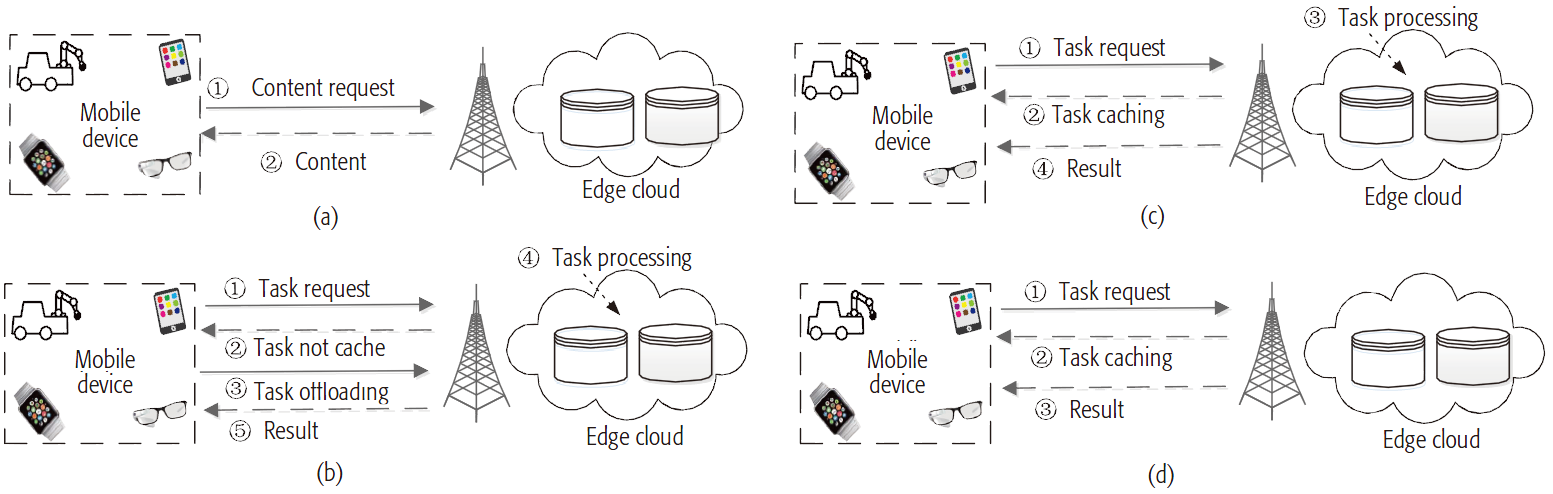 ① Content request
Mobile
device
② Content
Edge cloud
(a)
④ Task processing
① Task request
② Task not cache
Mobile
device
③ Task offloading
⑤ Result
Edge cloud
(b)
③ Task processing
① Task request
Mobile
device
② Task caching
④ Result
Edge cloud
(c)
① Task request
Mobile
device
② Task caching
③ Result
Edge cloud
(d)